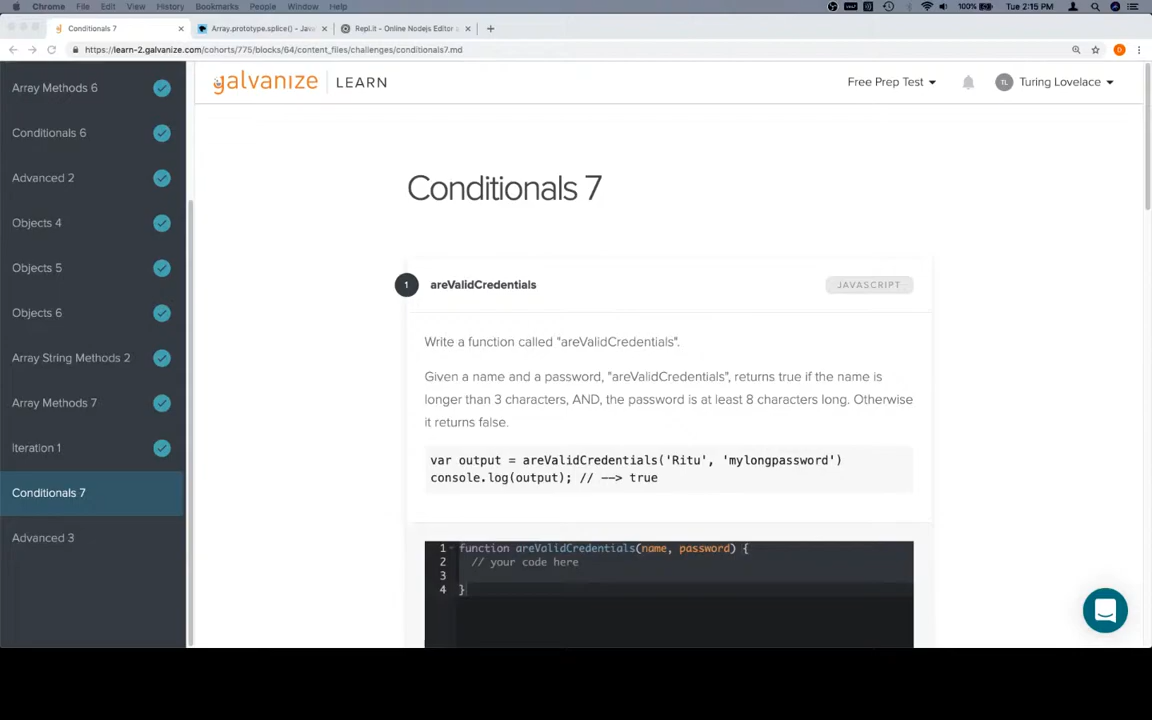 Chrome File Edit View History Bookmarks People Window Help
100% Tue 2:15 PM
Conditionals 7
Array.prototype.splice() - Java
Repl.it - Online Nodejs Editor a
https://learn-2.galvanize.com/cohorts/775/blocks/64/content_files/challenges/conditionals7.md
galvanize LEARN
Free Prep Test
TL Turing Lovelace
Array Methods 6
Conditionals 6
Advanced 2
Objects 4
Objects 5
Objects 6
Array String Methods 2
Array Methods 7
Iteration 1
Conditionals 7
Advanced 3
Conditionals 7
1 areValidCredentials JAVASCRIPT
Write a function called "areValidCredentials".
Given a name and a password, "areValidCredentials", returns true if the name is
longer than 3 characters, AND, the password is at least 8 characters long. Otherwise
it returns false.
var output = areValidCredentials('Ritu', 'mylongpassword')
console.log(output); // --> true
1 function areValidCredentials(name, password) {
2 // your code here
3
4 }